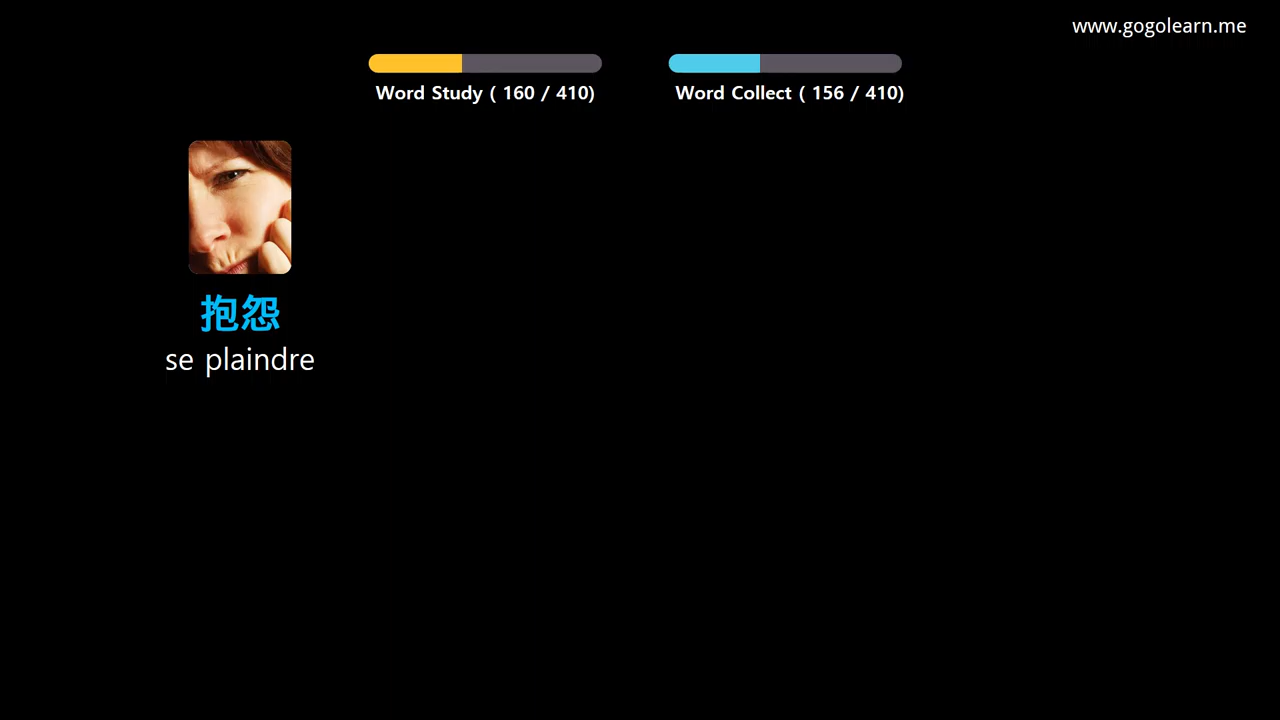 www.gogolearn.me
Word Study ( 160 / 410)
Word Collect ( 156 / 410)
抱怨
se plaindre